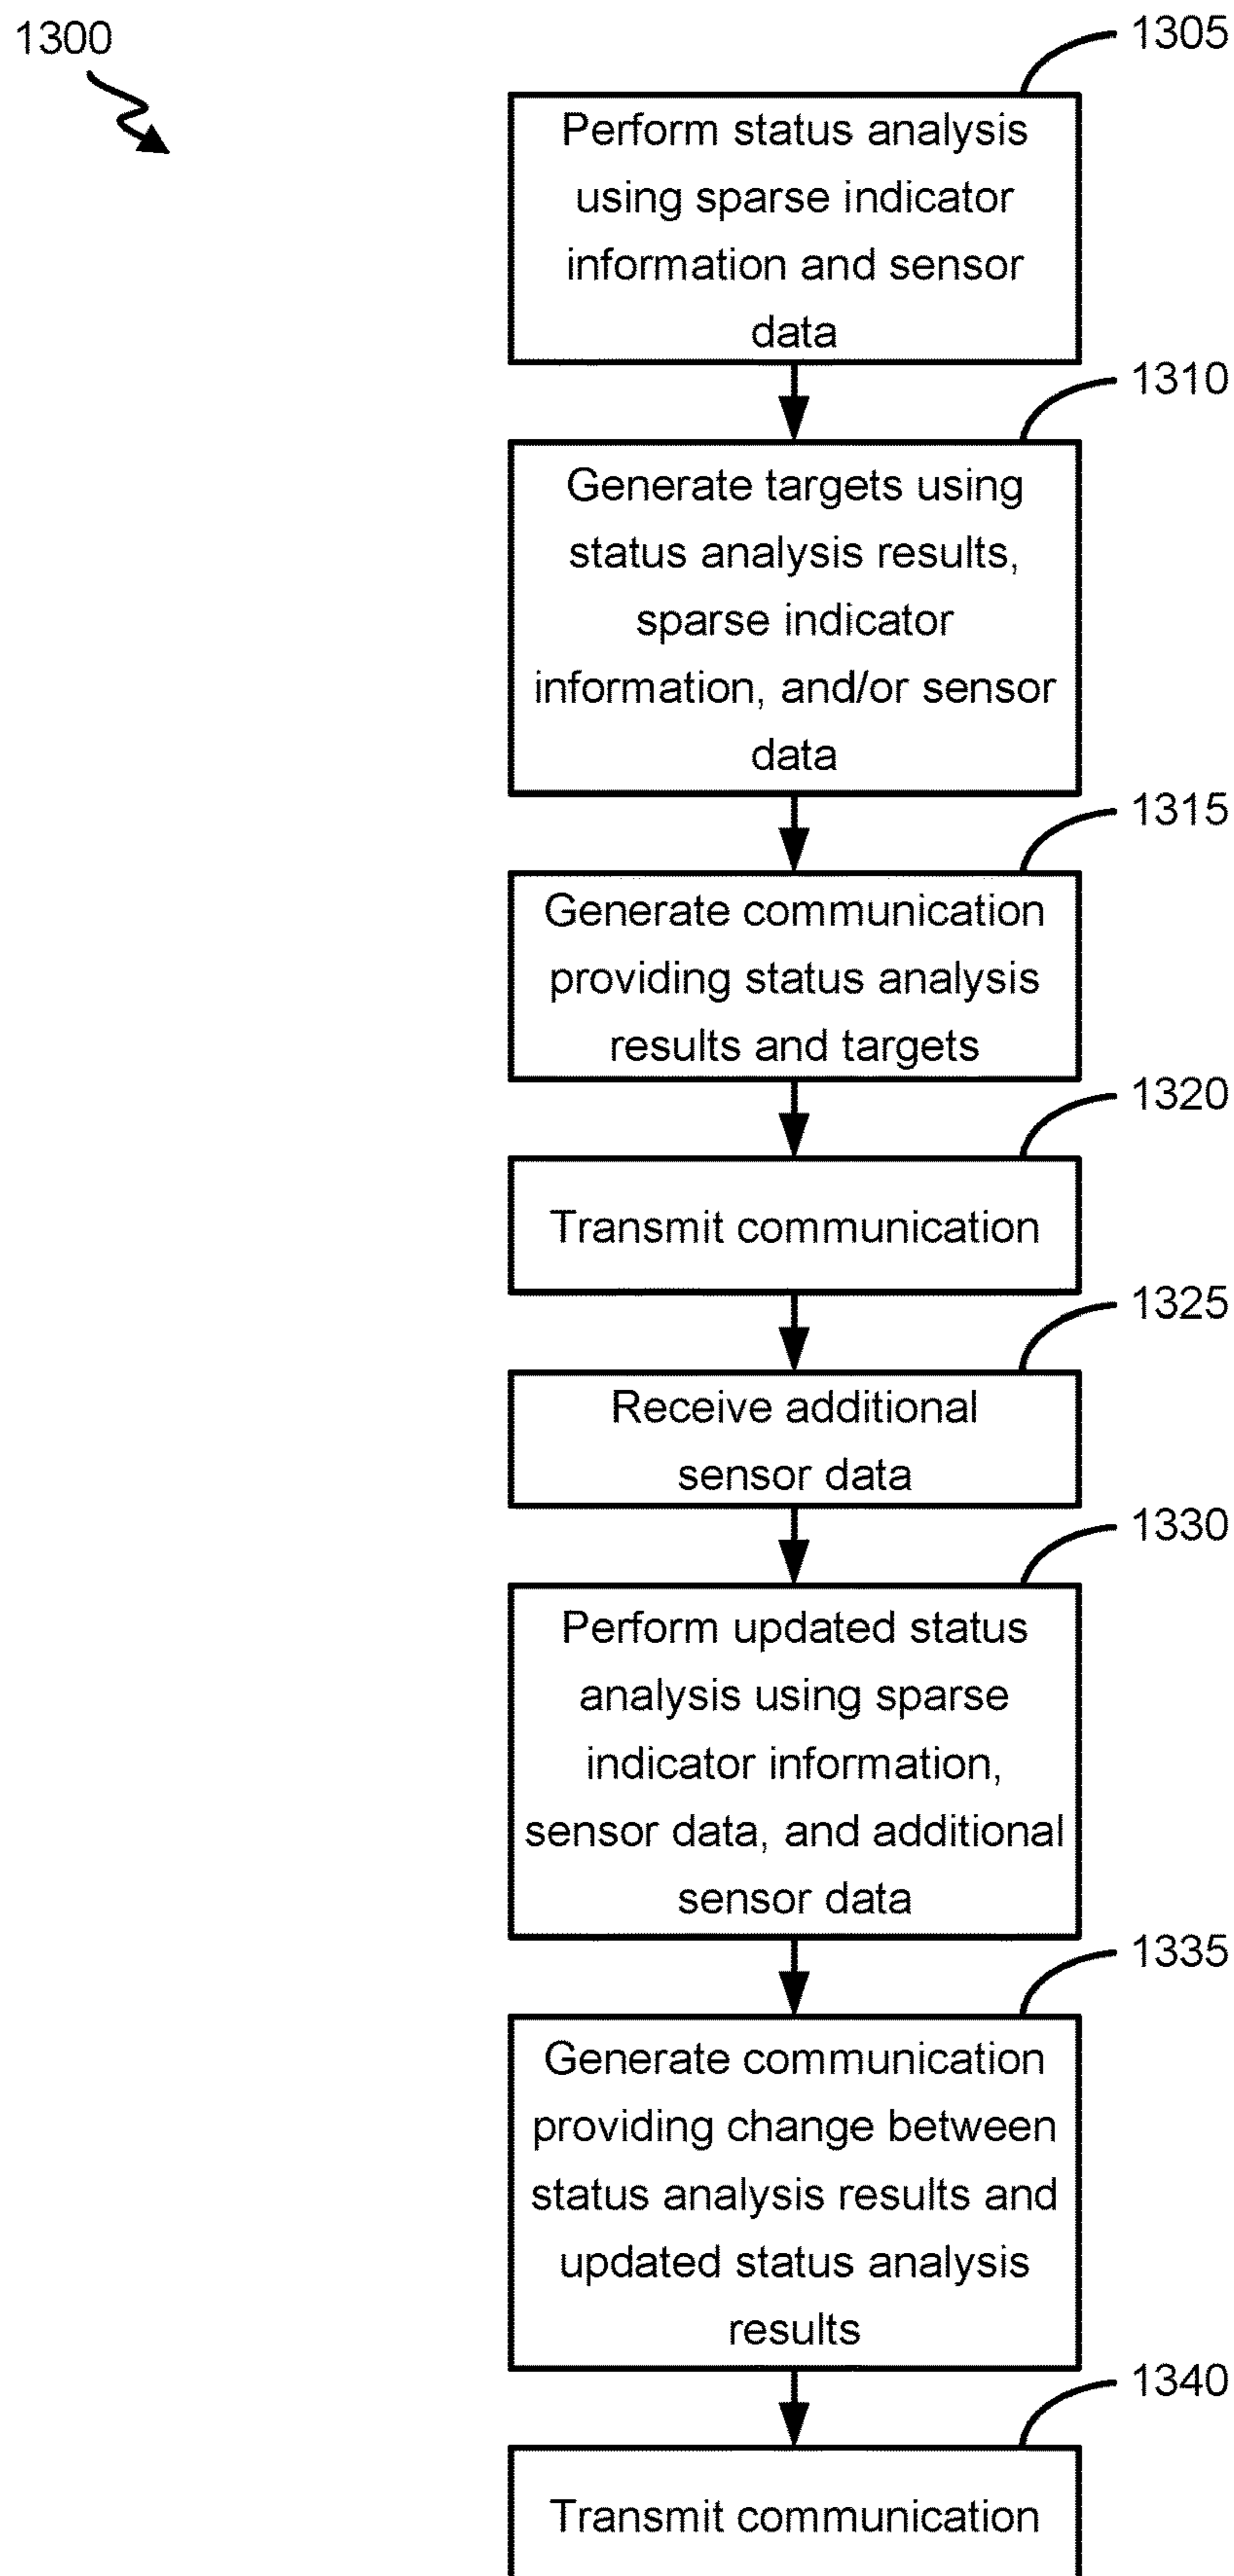 1300
1305
Perform status analysis
using sparse indicator
information and sensor
data
1310
Generate targets using
status analysis results,
sparse indicator
information, and/or sensor
data
1315
Generate communication
providing status analysis
results and targets
1320
Transmit communication
1325
Receive additional
sensor data
1330
Perform updated status
analysis using sparse
indicator information,
sensor data, and additional
sensor data
1335
Generate communication
providing change between
status analysis results and
updated status analysis
results
1340
Transmit communication